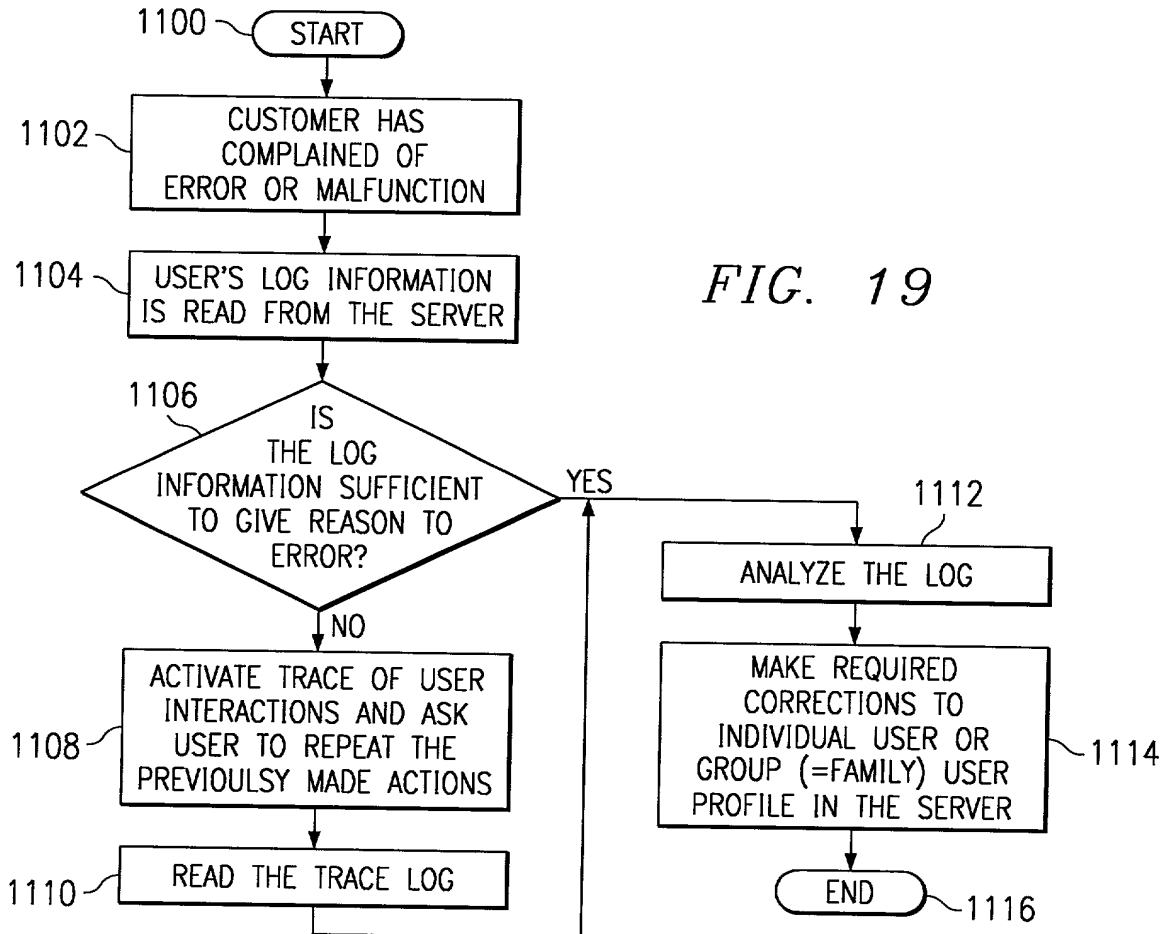 1100
START
1102
CUSTOMER HAS
COMPLAINED OF
ERROR OR MALFUNCTION
1104
USER'S LOG INFORMATION
IS READ FROM THE SERVER
FIG. 19
1106
IS
THE LOG
INFORMATION SUFFICIENT
TO GIVE REASON TO
ERROR?
YES
NO
1108
ACTIVATE TRACE OF USER
INTERACTIONS AND ASK
USER TO REPEAT THE
PREVIOULSY MADE ACTIONS
1110
READ THE TRACE LOG
1112
ANALYZE THE LOG
MAKE REQUIRED
CORRECTIONS TO
INDIVIDUAL USER OR
GROUP (=FAMILY) USER
PROFILE IN THE SERVER
1114
END
1116